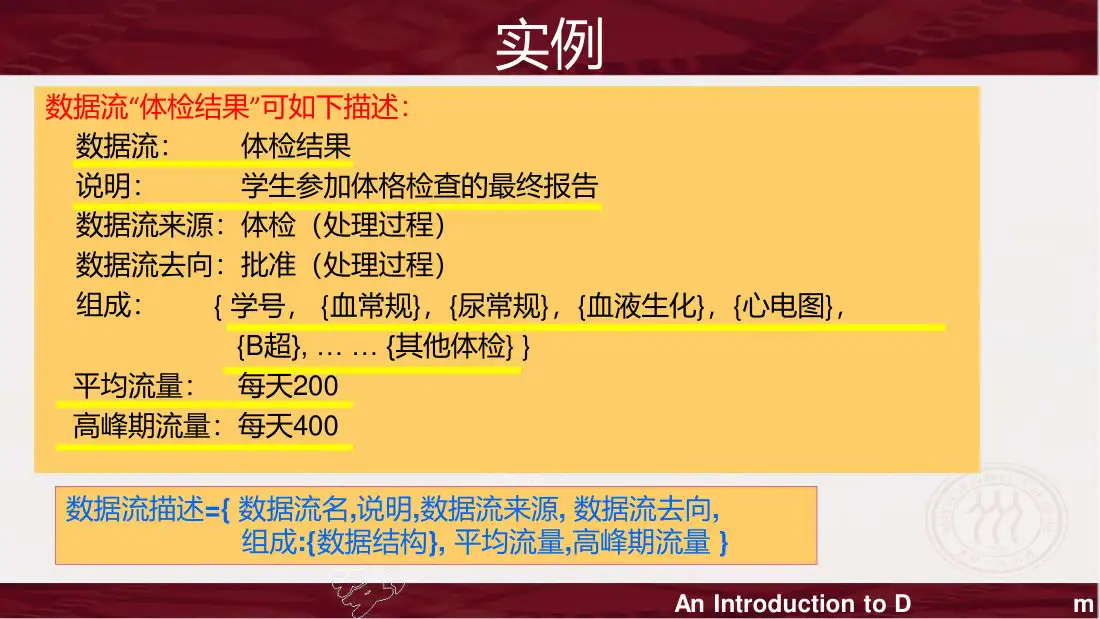 实例
数据流“体检结果”可如下描述：
数据流： 体检结果
说明： 学生参加体格检查的最终报告
数据流来源：体检（处理过程）
数据流去向：批准（处理过程）
组成： { 学号， {血常规}，{尿常规}，{血液生化}，{心电图}，
{B超}, … … {其他体检} }
平均流量： 每天200
高峰期流量：每天400
数据流描述={ 数据流名,说明,数据流来源, 数据流去向,
组成:{数据结构}, 平均流量,高峰期流量 }
An Introduction to D m